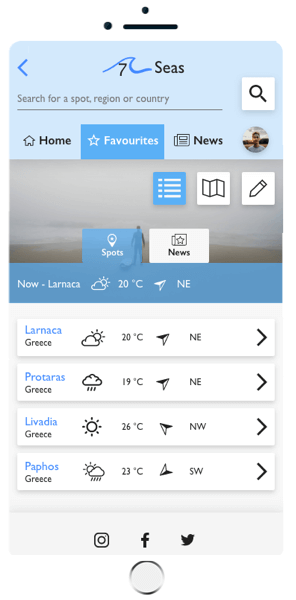 7 Seas
Search for a spot, region or country
Home
Favourites
News
Spots
News
Now - Larnaca 20 °C NE
Larnaca
Greece
20 °C NE
Protaras
Greece
19 °C NE
Livadia
Greece
26 °C NW
Paphos
Greece
23 °C SW